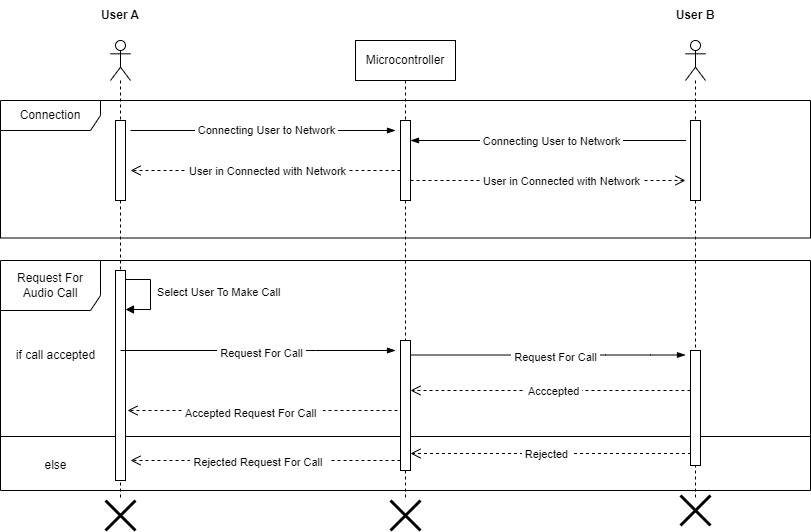 User A
User B
Microcontroller
Connection
Connecting User to Network
Connecting User to Network
User in Connected with Network
User in Connected with Network
Request For
Audio Call
Select User To Make Call
if call accepted
Request For Call
Request For Call
Acccepted
Accepted Request For Call
else
Rejected
Rejected Request For Call